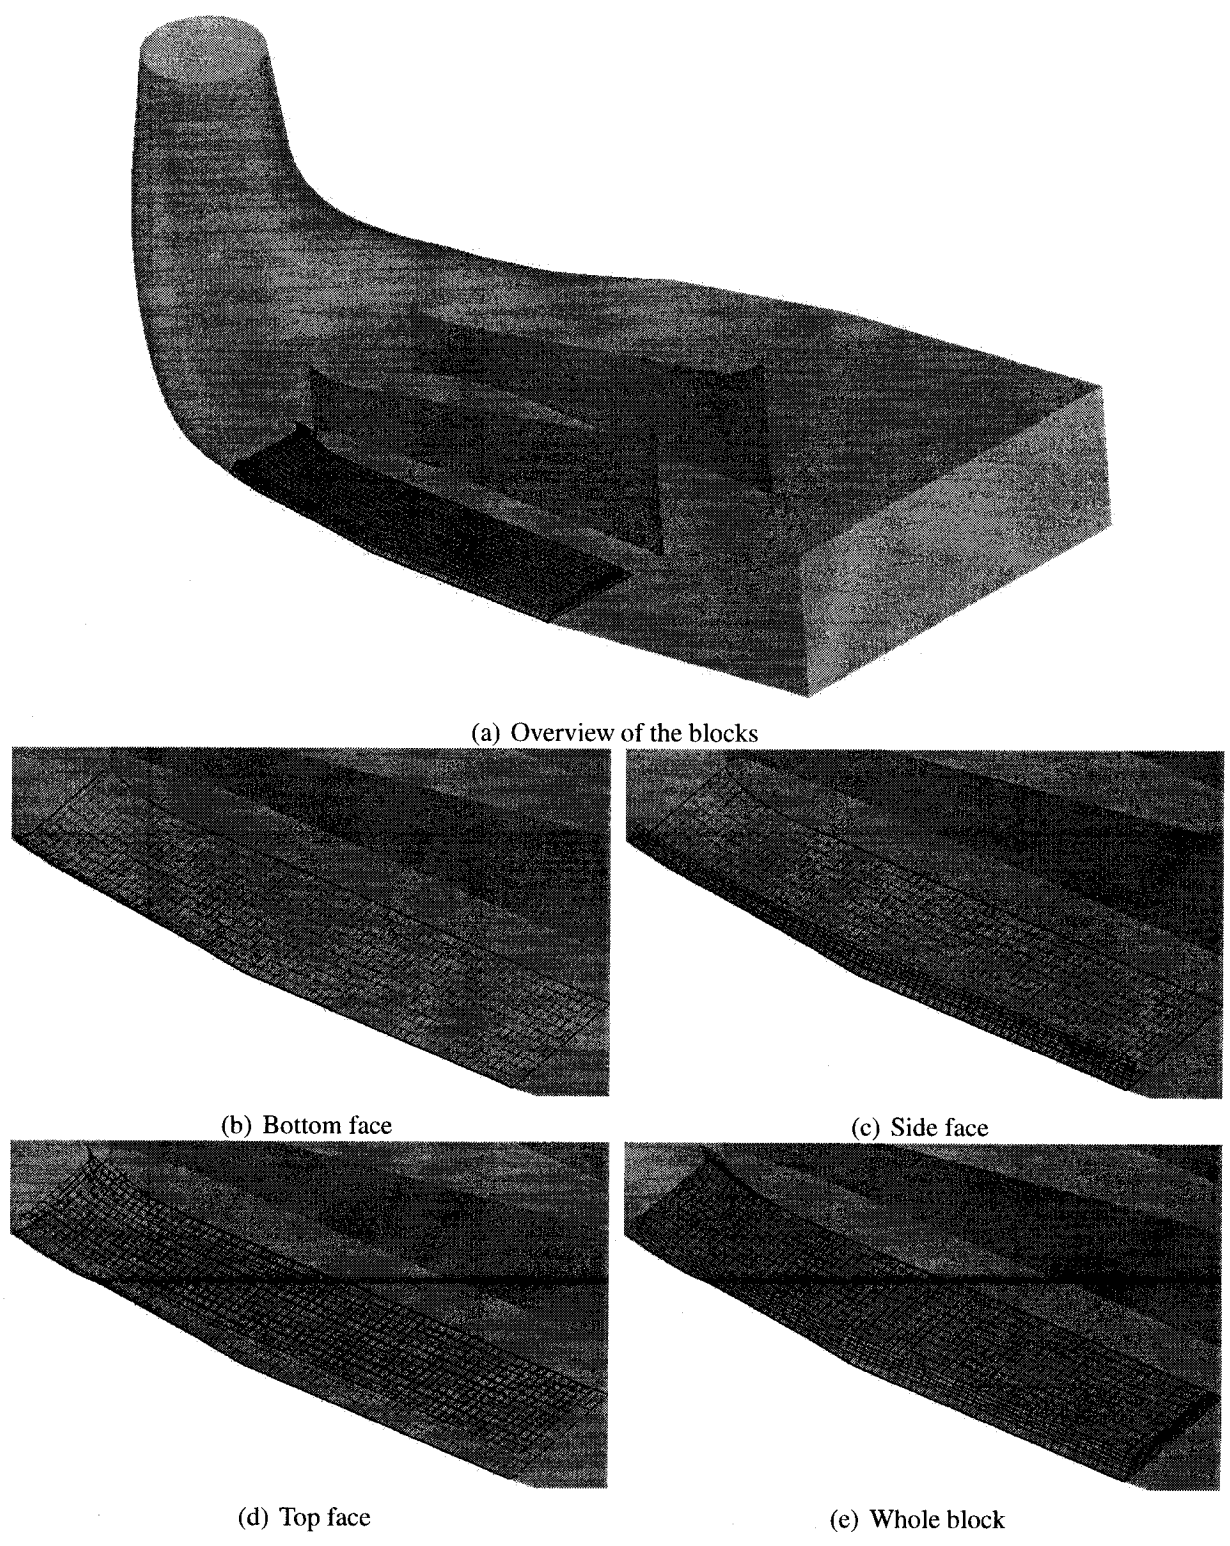 (a) Overview of the blocks
(b) Bottom face
(c) Side face
(d) Top face
(e) Whole block